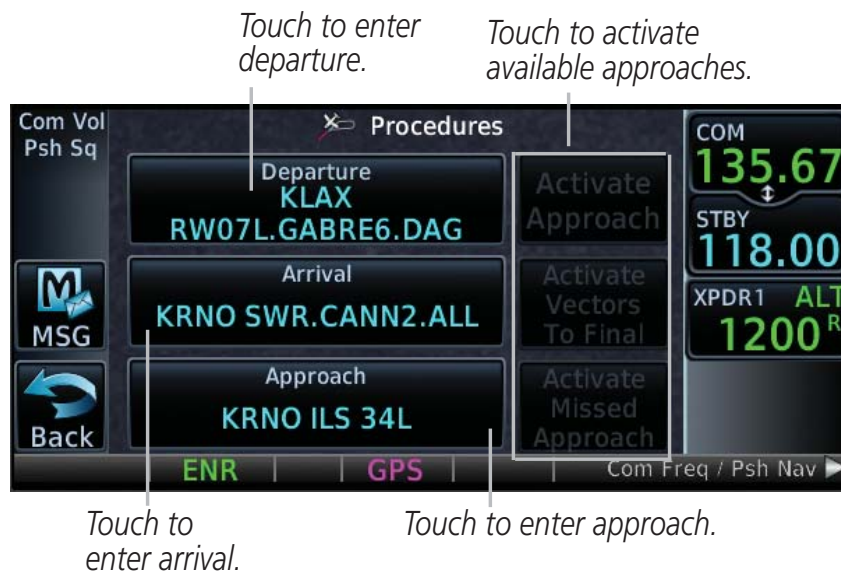 Touch to enter
departure.
Touch to activate
available approaches.
Com Vol
Psh Sq
Procedures
Departure
KLAX
RW07L.GABRE6.DAG
Activate
Approach
COM
135.67
STBY
118.00
MSG
Arrival
KRNO SWR.CANN2.ALL
Activate
Vectors
To Final
XPDR1 ALT
1200 R
Back
Approach
KRNO ILS 34L
Activate
Missed
Approach
ENR
GPS
Com Freq / Psh Nav
Touch to
enter arrival.
Touch to enter approach.